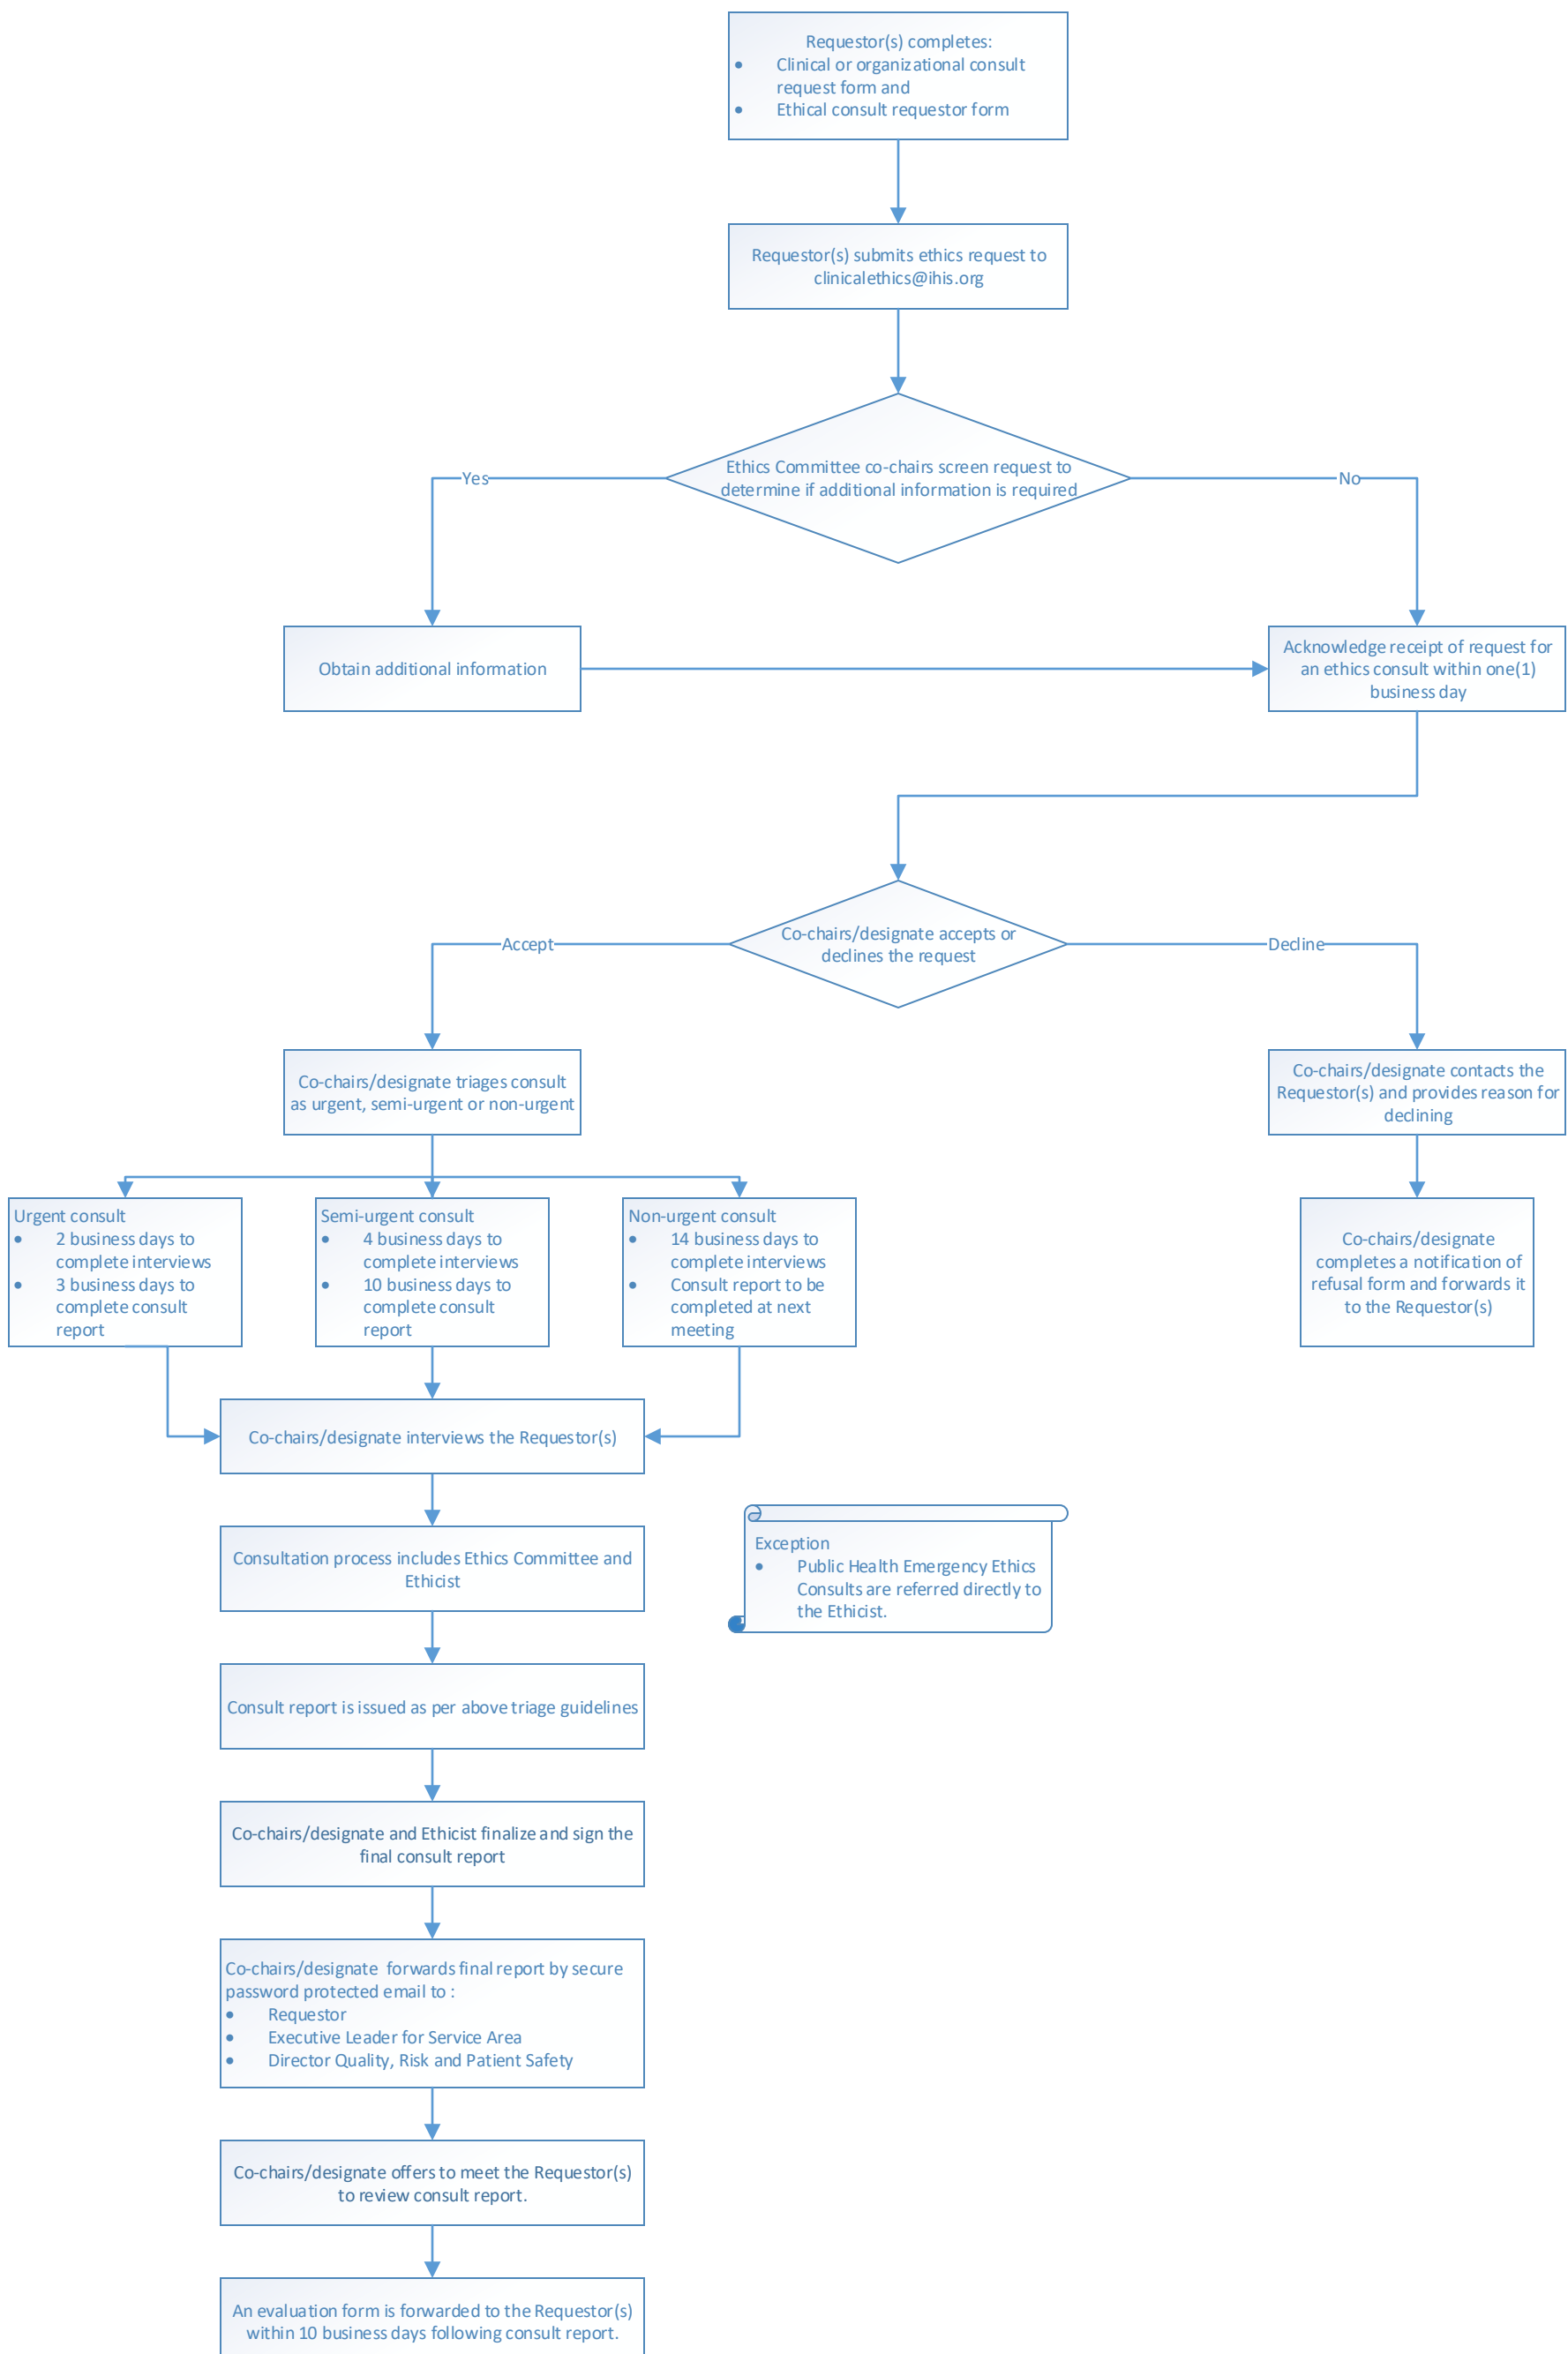 Requestor(s) completes:
• Clinical or organizational consult
request form and
• Ethical consult requestor form
Requestor(s) submits ethics request to
clinicalethics@ihis.org
Ethics Committee co-chairs screen request to
determine if additional information is required
Yes
No
Obtain additional information
Acknowledge receipt of request for
an ethics consult within one(1)
business day
Co-chairs/designate accepts or
declines the request
Accept
Decline
Co-chairs/designate triages consult
as urgent, semi-urgent or non-urgent
Co-chairs/designate contacts the
Requestor(s) and provides reason for
declining
Urgent consult
• 2 business days to
complete interviews
• 3 business days to
complete consult
report
Semi-urgent consult
• 4 business days to
complete interviews
• 10 business days to
complete consult
report
Non-urgent consult
• 14 business days to
complete interviews
• Consult report to be
completed at next
meeting
Co-chairs/designate
completes a notification of
refusal form and forwards it
to the Requestor(s)
Co-chairs/designate interviews the Requestor(s)
Consultation process includes Ethics Committee and
Ethicist
Exception
• Public Health Emergency Ethics
Consults are referred directly to
the Ethicist.
Consult report is issued as per above triage guidelines
Co-chairs/designate and Ethicist finalize and sign the
final consult report
Co-chairs/designate forwards final report by secure
password protected email to :
• Requestor
• Executive Leader for Service Area
• Director Quality, Risk and Patient Safety
Co-chairs/designate offers to meet the Requestor(s)
to review consult report.
An evaluation form is forwarded to the Requestor(s)
within 10 business days following consult report.